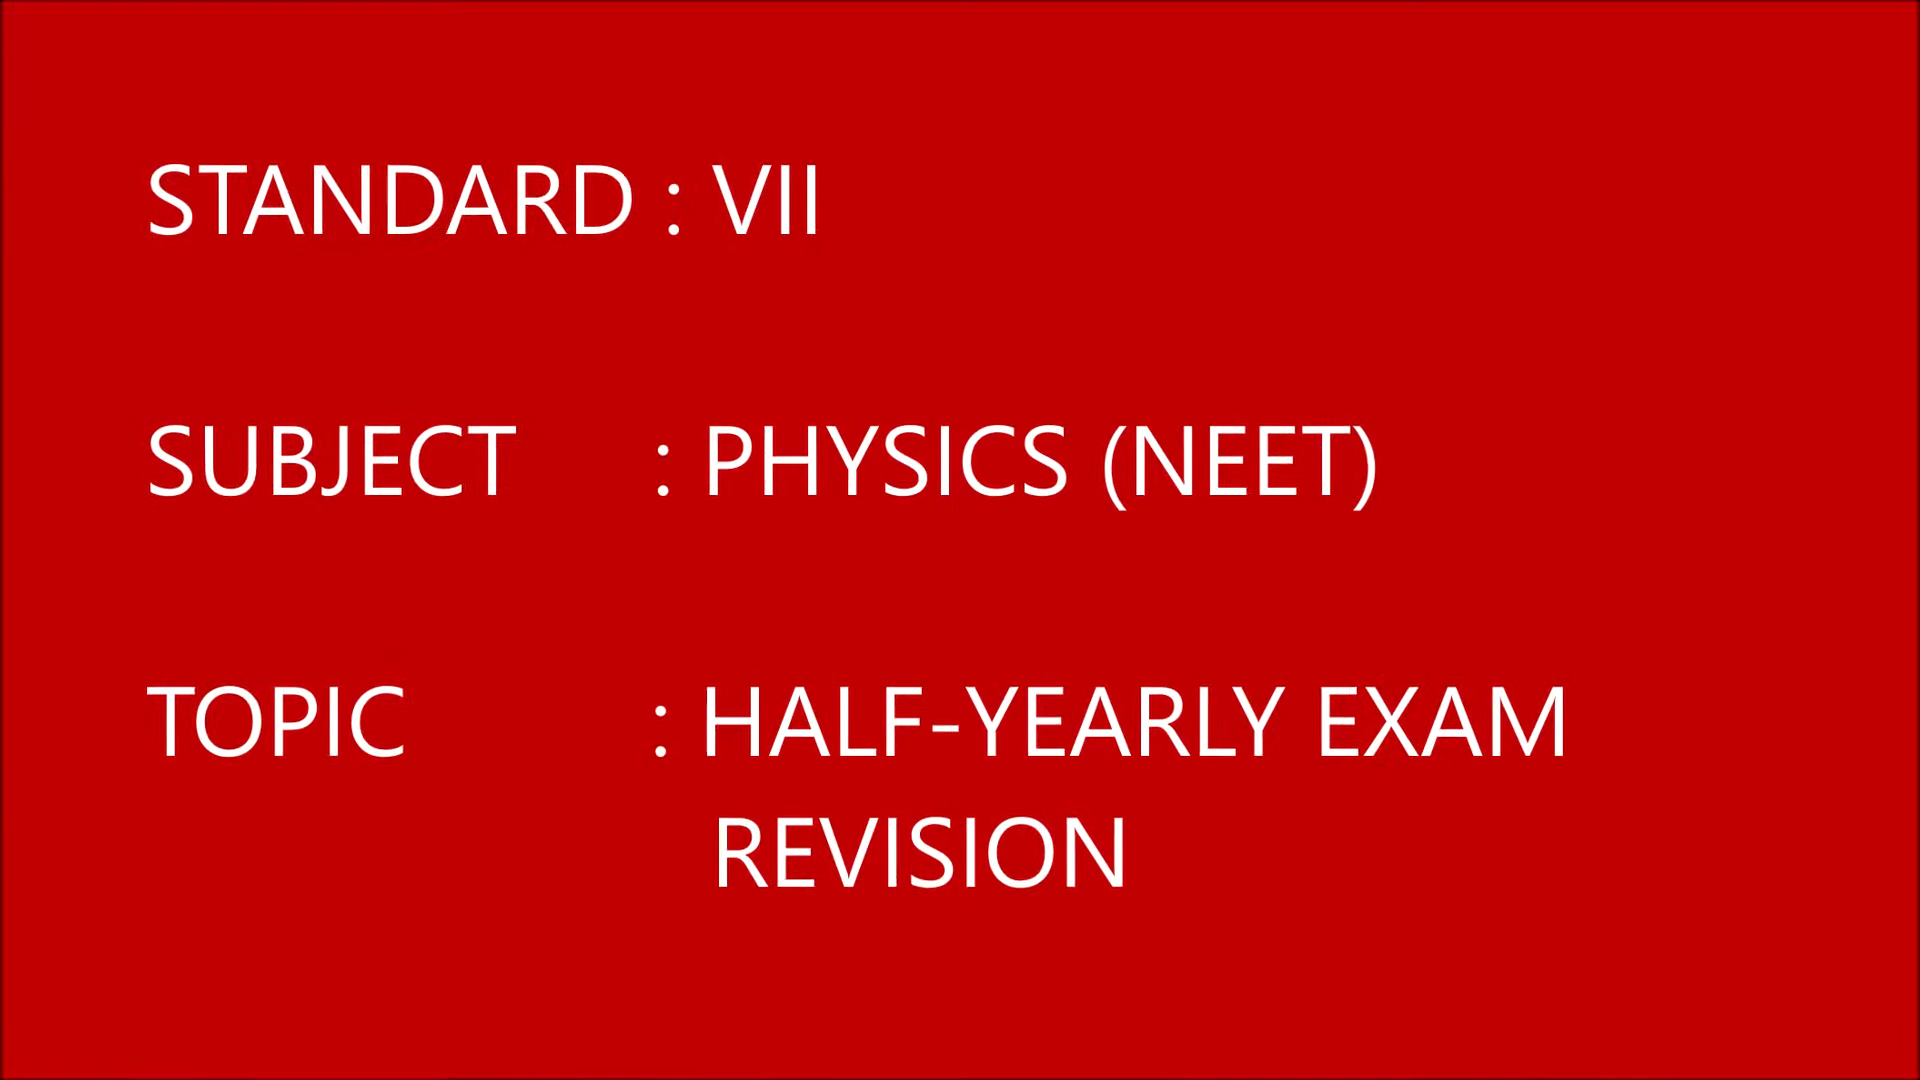 STANDARD : VII
SUBJECT : PHYSICS (NEET)
TOPIC : HALF-YEARLY EXAM
REVISION